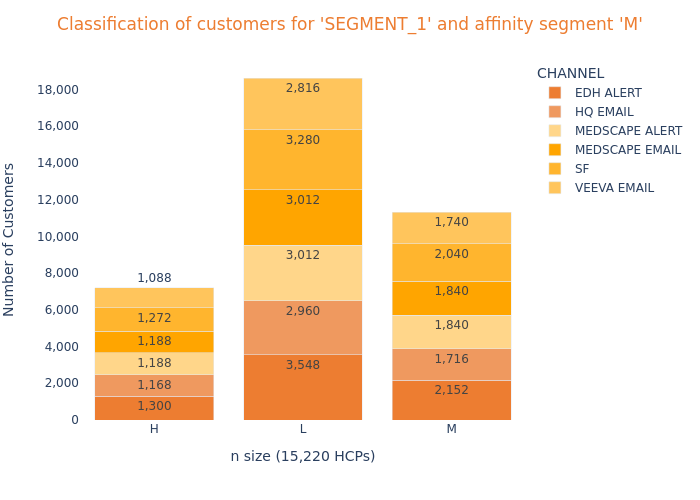 Classification of customers for 'SEGMENT_1' and affinity segment 'M'
CHANNEL
EDH ALERT
HQ EMAIL
MEDSCAPE ALERT
MEDSCAPE EMAIL
SF
VEEVA EMAIL
Number of Customers
18,000
16,000
14,000
12,000
10,000
8,000
6,000
4,000
2,000
0
1,088
1,272
1,188
1,188
1,168
1,300
2,816
3,280
3,012
3,012
2,960
3,548
1,740
2,040
1,840
1,840
1,716
2,152
H
L
M
n size (15,220 HCPs)